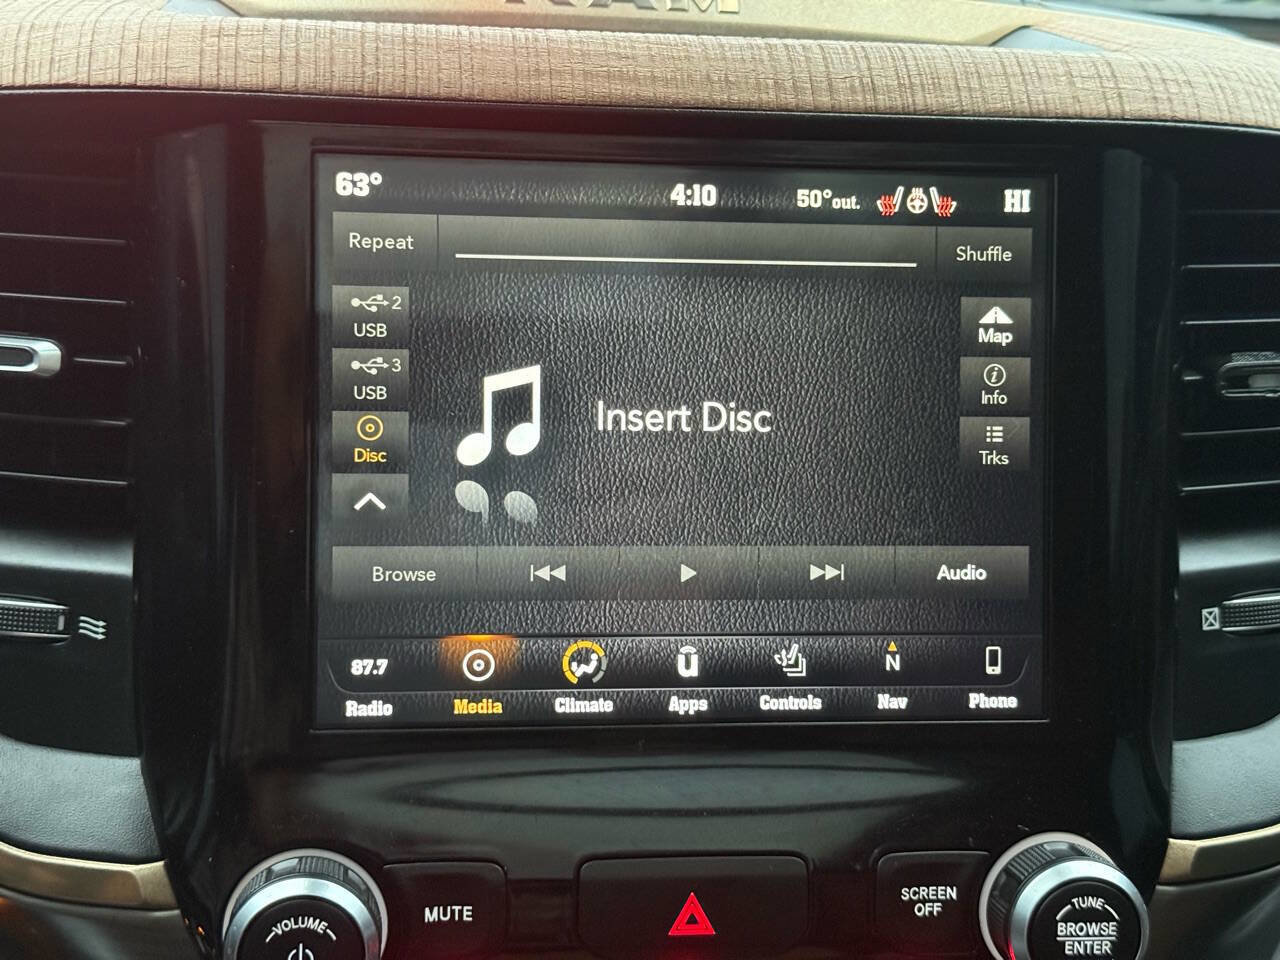 RAM
63° 4:10 50°out. HI
Repeat Shuffle
2
USB
3
USB
Disc
Insert Disc
Map
Info
Trks
Browse Audio
87.7 N
Radio Media Climate Apps Controls Nav Phone
VOLUME
MUTE
SCREEN
OFF
TUNE
BROWSE
ENTER